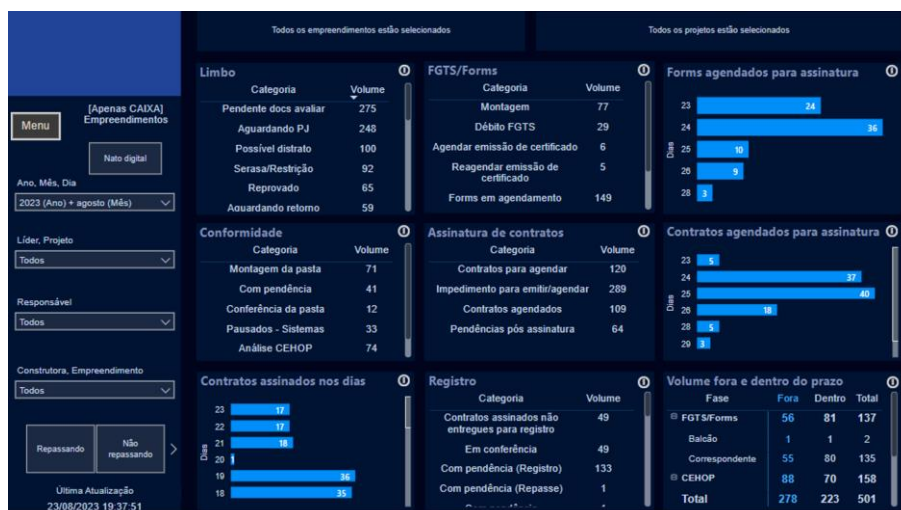 Todos os empreendimentos estão selecionados
Todos os projetos estão selecionados
[Apenas CAIXA]
Empreendimentos
Menu
Nato digital
Ano, Mês, Dia
2023 (Ano) + agosto (Mês)
Líder, Projeto
Todos
Responsável
Todos
Construtora, Empreendimento
Todos
Repassando
Não
repassando
Última Atualização
23/08/2023 19:37:51
Limbo
Categoria Volume
Pendente docs avaliar 275
Aguardando PJ 248
Possível distrato 100
Serasa/Restrição 92
Reprovado 65
Aguardando retorno 59
FGTS/Forms
Categoria Volume
Montagem 77
Débito FGTS 29
Agendar emissão de certificado 6
Reagendar emissão de
certificado 5
Forms em agendamento 149
Forms agendados para assinatura
Dias
23 24
24 36
25 10
26 9
28 3
Conformidade
Categoria Volume
Montagem da pasta 71
Com pendência 41
Conferência da pasta 12
Pausados - Sistemas 33
Análise CEHOP 74
Assinatura de contratos
Categoria Volume
Contratos para agendar 120
Impedimento para emitir/agendar 289
Contratos agendados 109
Pendências pós assinatura 64
Contratos agendados para assinatura
Dias
23 5
24 37
25 40
26 18
28 5
29 3
Contratos assinados nos dias
Dias
23 17
22 17
21 18
20 1
19 36
18 35
Registro
Categoria Volume
Contratos assinados não
entregues para registro 49
Em conferência 49
Com pendência (Registro) 133
Com pendência (Repasse) 1
Volume fora e dentro do prazo
Fase Fora Dentro Total
FGTS/Forms 56 81 137
Balcão 1 1 2
Correspondente 55 80 135
CEHOP 88 70 158
Total 278 223 501